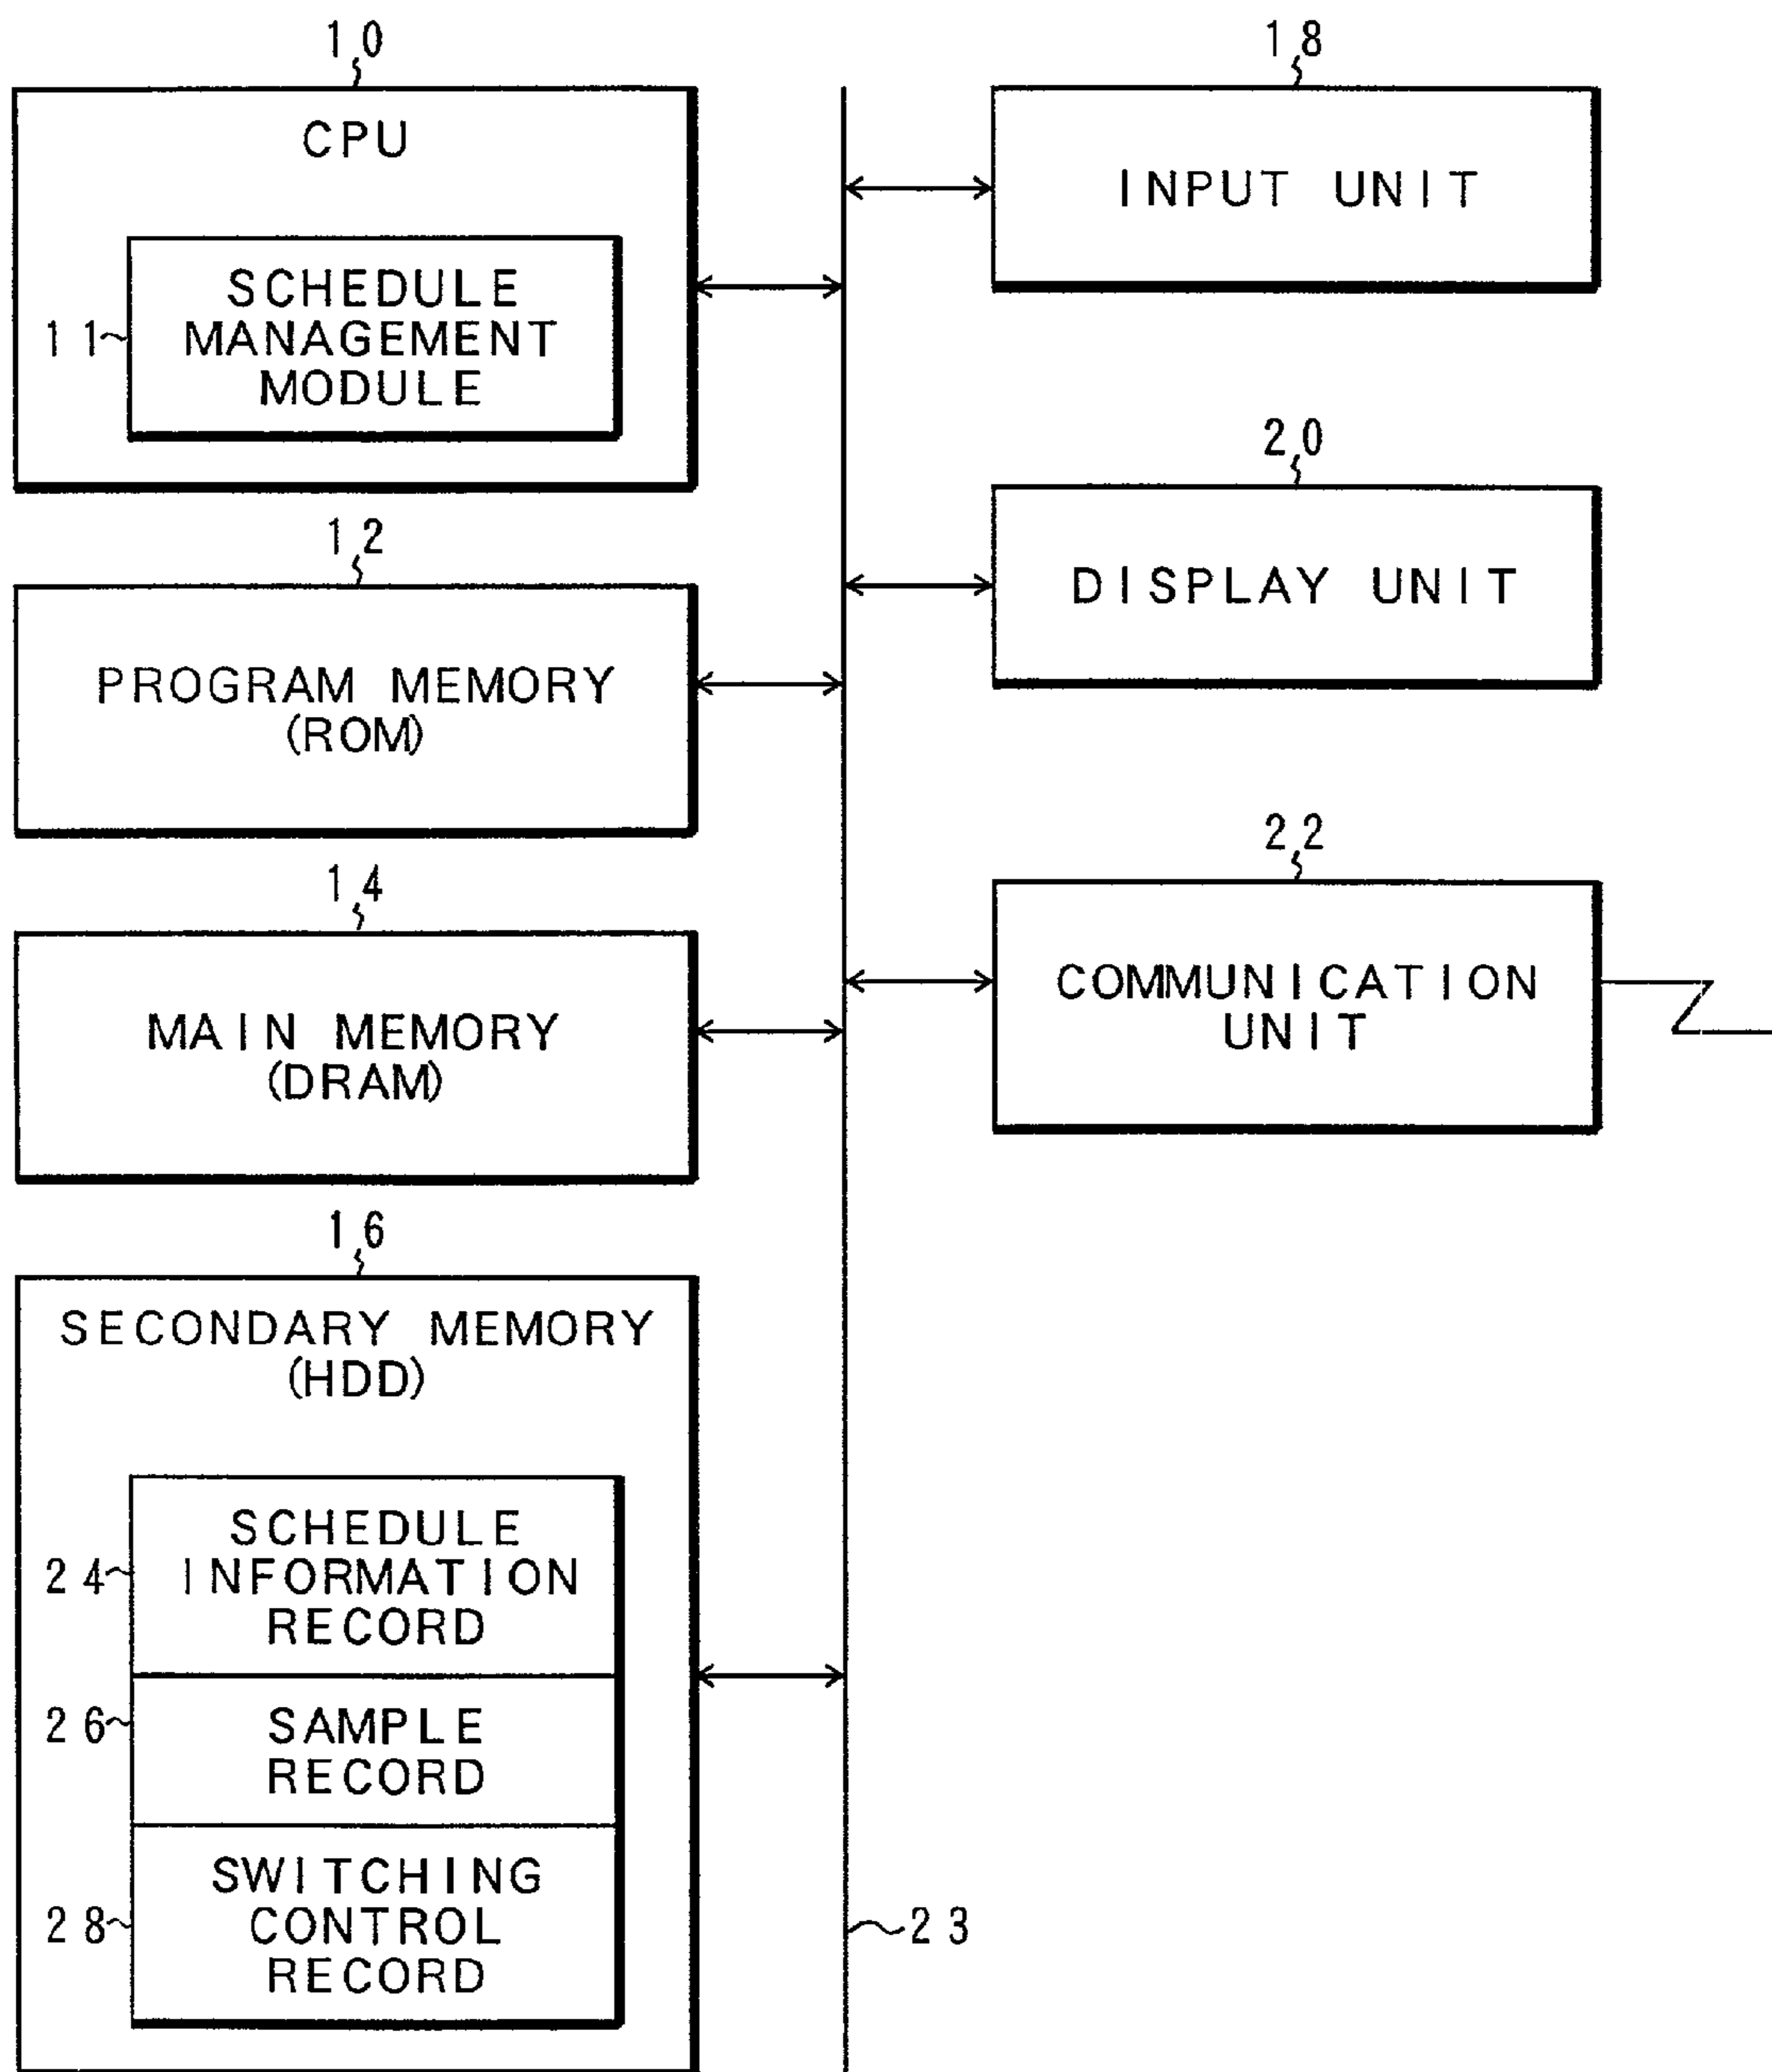 10
CPU
11
SCHEDULE
MANAGEMENT
MODULE
12
PROGRAM MEMORY
(ROM)
14
MAIN MEMORY
(DRAM)
16
SECONDARY MEMORY
(HDD)
24
SCHEDULE
INFORMATION
RECORD
26
SAMPLE
RECORD
28
SWITCHING
CONTROL
RECORD
18
INPUT UNIT
20
DISPLAY UNIT
22
COMMUNICATION
UNIT
23